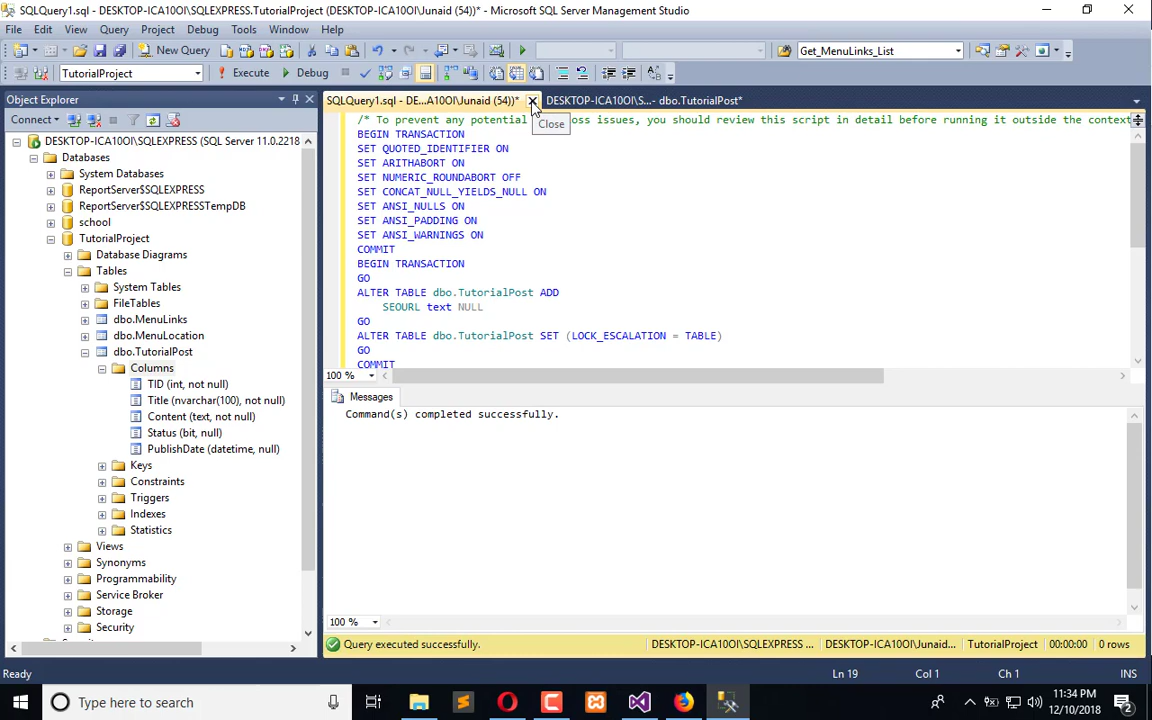 SQLQuery1.sql - DESKTOP-ICA10OI\SQLEXPRESS.TutorialProject (DESKTOP-ICA10OI\Junaid (54))* - Microsoft SQL Server Management Studio
File Edit View Query Project Debug Tools Window Help
New Query Get_MenuLinks_List
TutorialProject Execute Debug
Object Explorer
SQLQuery1.sql - DE...A10OI\Junaid (54))* DESKTOP-ICA10OI\S...- dbo.TutorialPost*
Close
Connect
DESKTOP-ICA10OI\SQLEXPRESS (SQL Server 11.0.2218
Databases
System Databases
ReportServer$SQLEXPRESS
ReportServer$SQLEXPRESSTempDB
school
TutorialProject
Database Diagrams
Tables
System Tables
FileTables
dbo.MenuLinks
dbo.MenuLocation
dbo.TutorialPost
Columns
TID (int, not null)
Title (nvarchar(100), not null)
Content (text, not null)
Status (bit, null)
PublishDate (datetime, null)
Keys
Constraints
Triggers
Indexes
Statistics
Views
Synonyms
Programmability
Service Broker
Storage
Security
/* To prevent any potential oss issues, you should review this script in detail before running it outside the context
BEGIN TRANSACTION
SET QUOTED_IDENTIFIER ON
SET ARITHABORT ON
SET NUMERIC_ROUNDABORT OFF
SET CONCAT_NULL_YIELDS_NULL ON
SET ANSI_NULLS ON
SET ANSI_PADDING ON
SET ANSI_WARNINGS ON
COMMIT
BEGIN TRANSACTION
GO
ALTER TABLE dbo.TutorialPost ADD
SEOURL text NULL
GO
ALTER TABLE dbo.TutorialPost SET (LOCK_ESCALATION = TABLE)
GO
COMMIT
100 %
Messages
Command(s) completed successfully.
100 %
Query executed successfully. DESKTOP-ICA10OI\SQLEXPRESS ... DESKTOP-ICA10OI\Junaid... TutorialProject 00:00:00 0 rows
Ready Ln 19 Col 1 Ch 1 INS
Type here to search
11:34 PM
12/10/2018
2